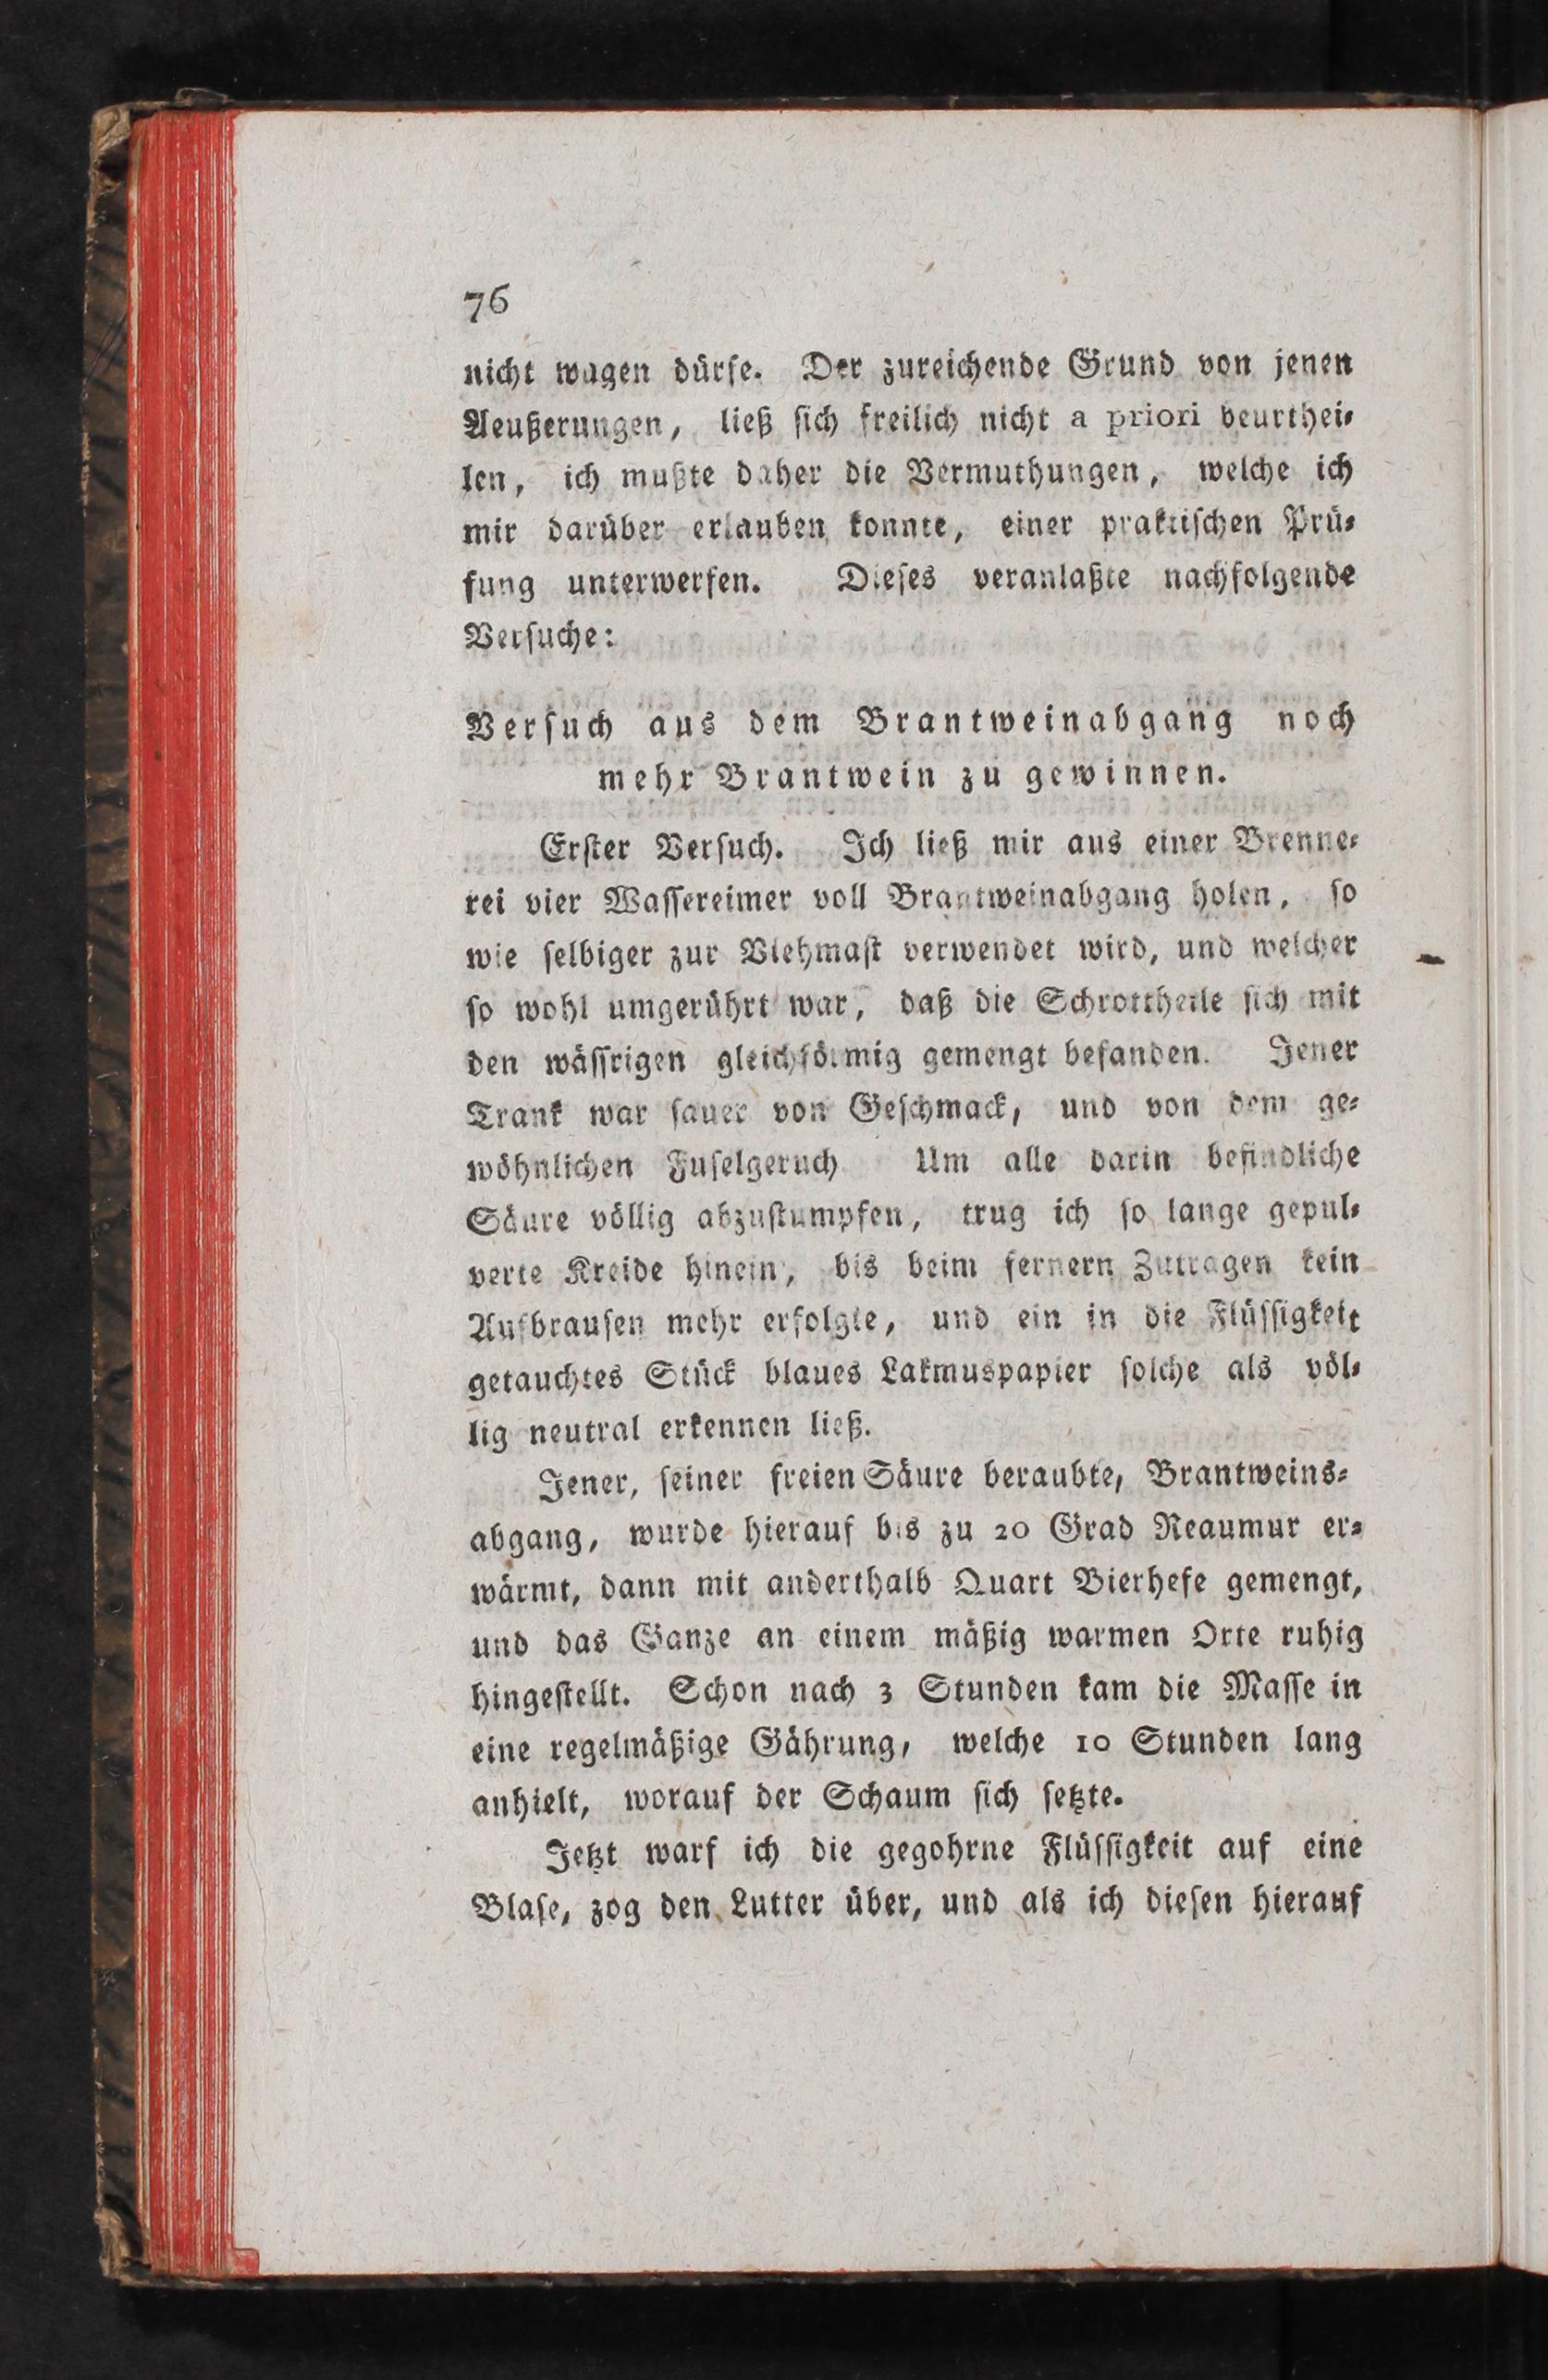 76
nicht wagen dürfe. Der zureichende Grund von jenen
Aeußerungen, ließ ſich freilich nicht a priori beurthei⸗
len, ich mußte daher die Vermuthungen, welche ich
mir darüber erlauben konnte, einer praktiſchen Prü⸗
fung unterwerfen. Dieſes veranlaßte nachfolgende
Verſuche:
Verſuch aus dem Brantweinabgang noch
mehr Brantwein zu gewinnen.
Erſter Verſuch. Ich ließ mir aus einer Brenne⸗
rei vier Waſſereimer voll Brantweinabgang holen, ſo
wie ſelbiger zur Viehmaſt verwendet wird, und welcher
ſo wohl umgerührt war, daß die Schrottheile ſich mit
den wäſſrigen gleichförmig gemengt befanden. Jener
Trank war ſauer von Geſchmack, und von dem ge⸗
wöhnlichen Fuſelgeruch Um alle darin befindliche
Säure völlig abzuſtumpfen, trug ich ſo lange gepul⸗
verte Kreide hinein, bis beim fernern Zutragen kein
Aufbrauſen mehr erfolgte, und ein in die Flüſſigkeit
getauchtes Stück blaues Lakmuspapier ſolche als völ⸗
lig neutral erkennen ließ.
Jener, ſeiner freien Säure beraubte, Brantweins⸗
abgang, wurde hierauf bis zu 20 Grad Reaumur er⸗
wärmt, dann mit anderthalb Quart Bierhefe gemengt,
und das Ganze an einem mäßig warmen Orte ruhig
hingeſtellt. Schon nach 3 Stunden kam die Maſſe in
eine regelmäßige Gährung, welche 10 Stunden lang
anhielt, worauf der Schaum ſich ſetzte.
Jetzt warf ich die gegohrne Flüſſigkeit auf eine
Blaſe, zog den Lutter über, und als ich dieſen hierauf